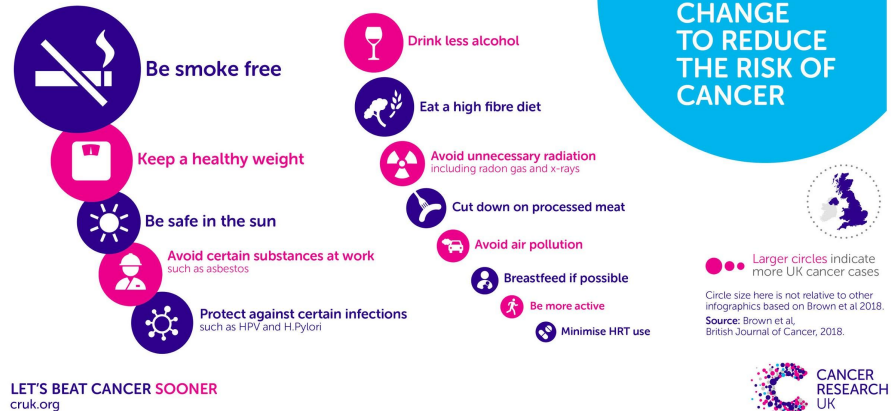 CHANGE
TO REDUCE
THE RISK OF
CANCER
Be smoke free
Keep a healthy weight
Be safe in the sun
Avoid certain substances at work
such as asbestos
Protect against certain infections
such as HPV and H.Pylori
Drink less alcohol
Eat a high fibre diet
Avoid unnecessary radiation
including radon gas and x-rays
Cut down on processed meat
Avoid air pollution
Breastfeed if possible
Be more active
Minimise HRT use
Larger circles indicate
more UK cancer cases
Circle size here is not relative to other
infographics based on Brown et al 2018.
Source: Brown et al,
British Journal of Cancer, 2018.
LET'S BEAT CANCER SOONER
cruk.org
CANCER
RESEARCH
UK